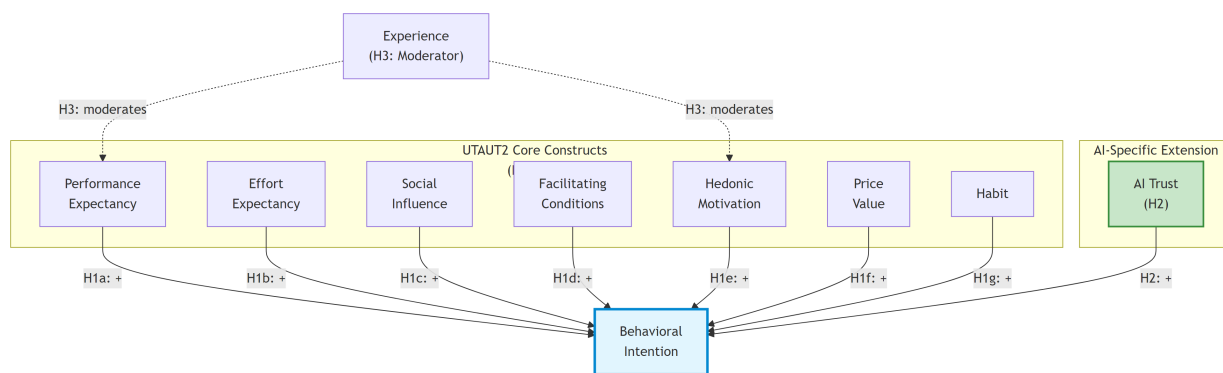 Experience
(H3: Moderator)
H3: moderates
H3: moderates
UTAUT2 Core Constructs
AI-Specific Extension
Performance
Expectancy
Effort
Expectancy
Social
Influence
Facilitating
Conditions
Hedonic
Motivation
Price
Value
Habit
AI Trust
(H2)
H1a: +
H1b: +
H1c: +
H1d: +
H1e: +
H1f: +
H1g: +
H2: +
Behavioral
Intention